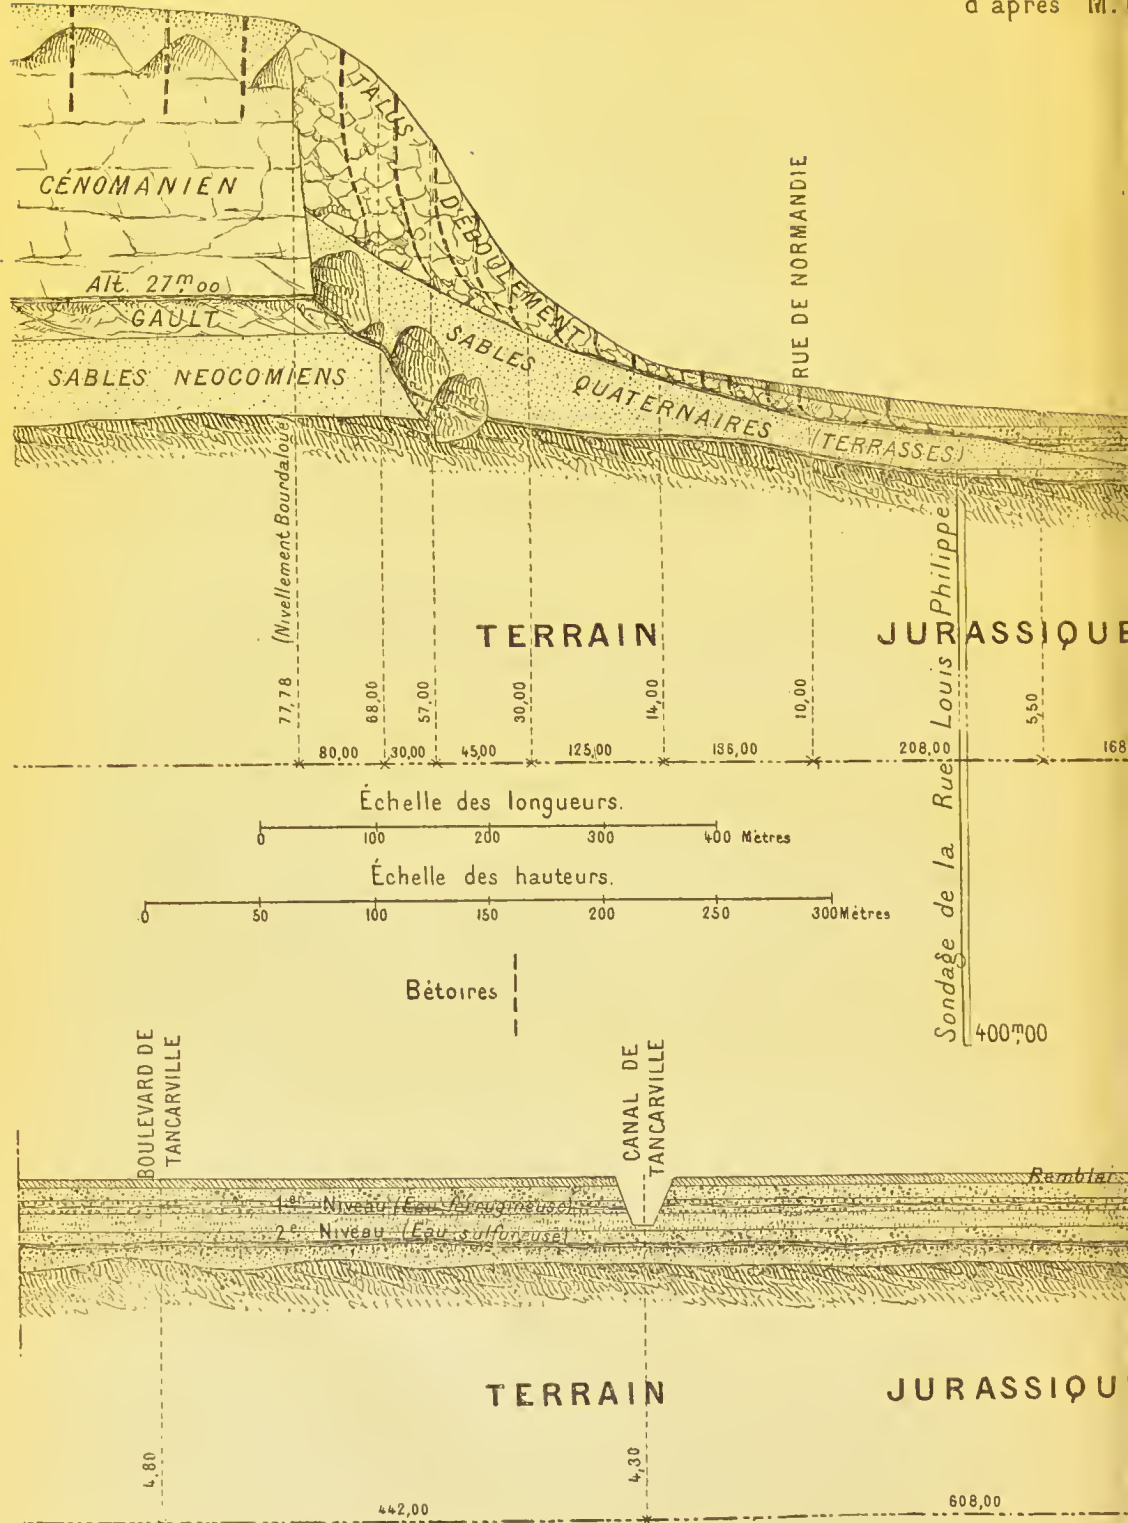 d'après M.
TALUS D'ÉBOULEMENT
CÉNOMANIEN
RUE DE NORMANDIE
Alt. 27m,00
GAULT
SABLES NEOCOMIENS
SABLES QUATERNAIRES (TERRASSES)
(Nivellement Bourdaloue)
TERRAIN JURASSIQUE
77,78 68,00 57,00 30,00 14,00 10,00 5,50
80,00 30,00 45,00 125,00 136,00 208,00 168
Échelle des longueurs.
0 100 200 300 400 Mètres
Échelle des hauteurs.
0 50 100 150 200 250 300 Mètres
Bétoires
Sondage de la Rue Louis Philippe
400m,00
BOULEVARD DE
TANCARVILLE
CANAL DE
TANCARVILLE
Remblai
1er Niveau (Eau ferrugineuse)
2e Niveau (Eau sulfureuse)
TERRAIN JURASSIQU
4,80 4,30
442,00 608,00